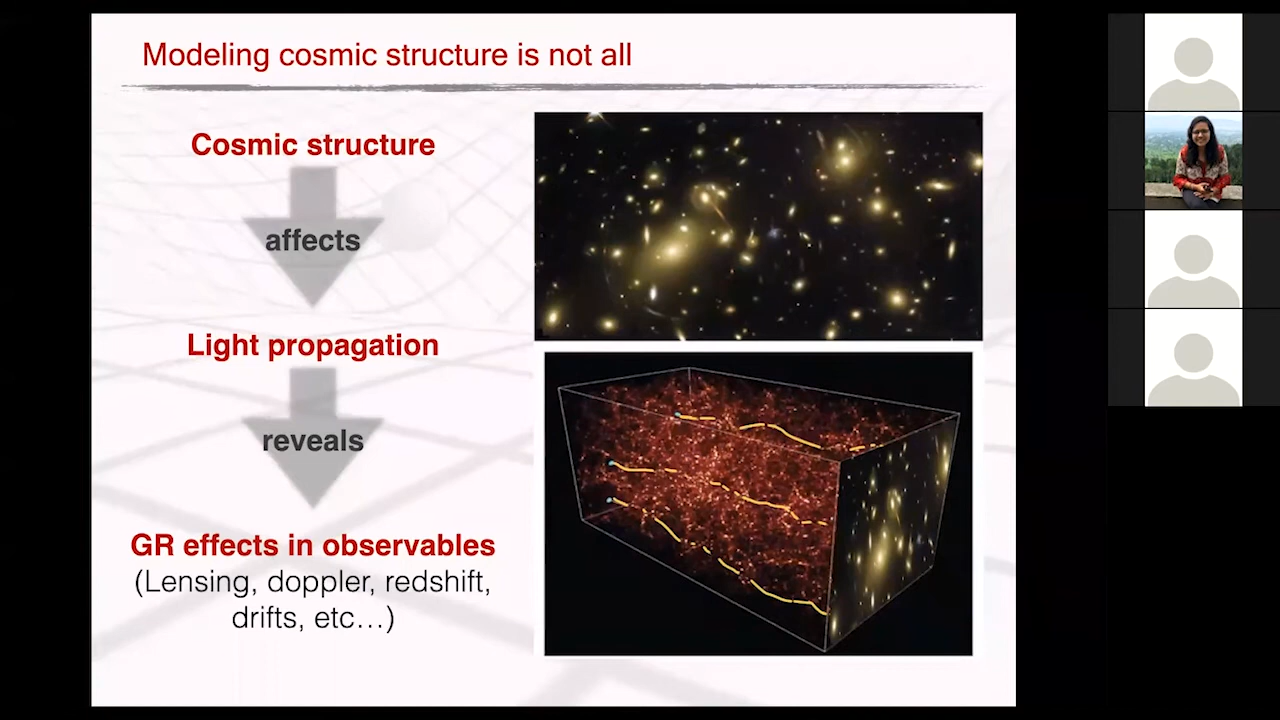 Modeling cosmic structure is not all
Cosmic structure
affects
Light propagation
reveals
GR effects in observables
(Lensing, doppler, redshift,
drifts, etc…)